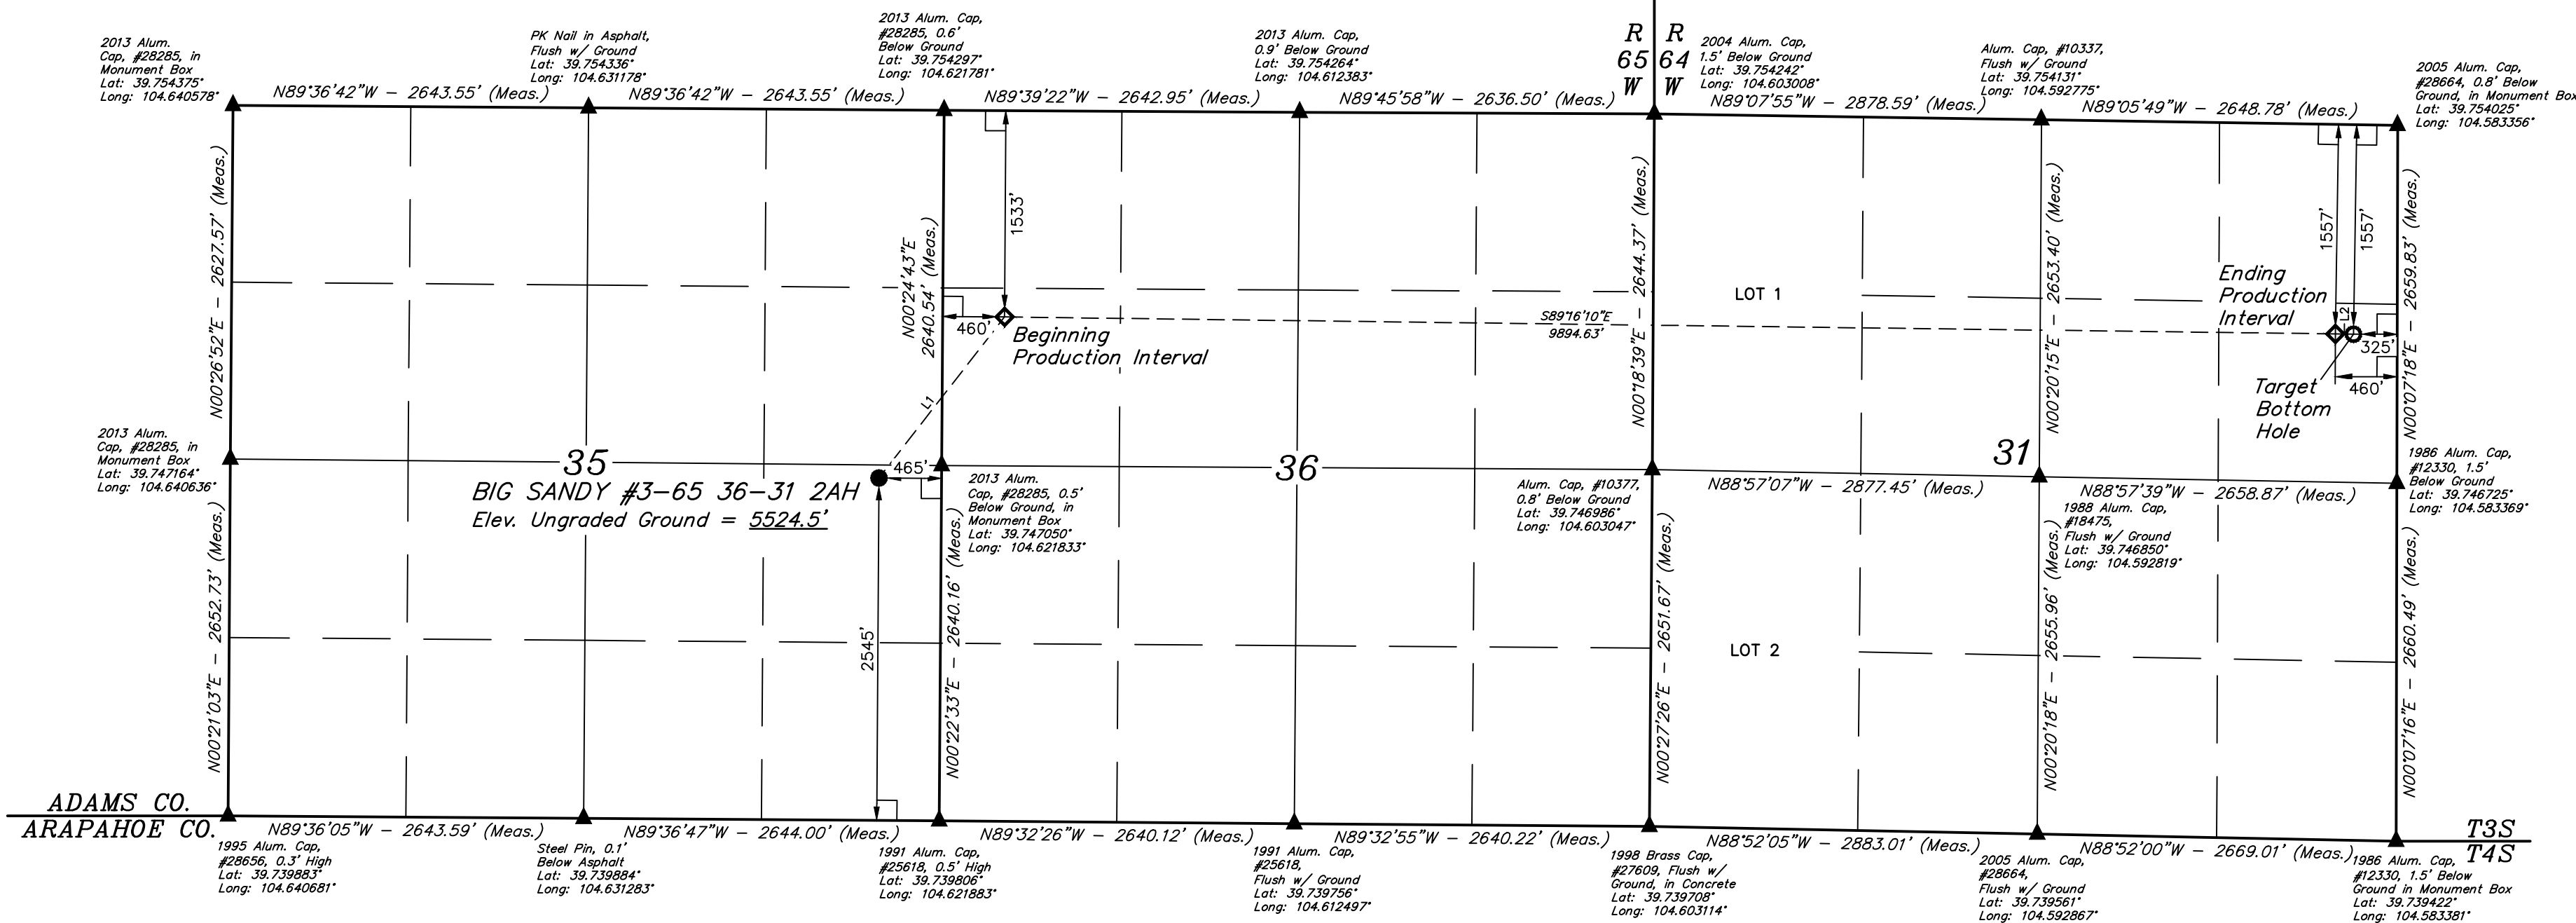 2013 Alum.
Cap, #28285, in
Monument Box
Lat: 39.754375°
Long: 104.640578°
PK Nail in Asphalt,
Flush w/ Ground
Lat: 39.754336°
Long: 104.631178°
2013 Alum. Cap,
#28285, 0.6'
Below Ground
Lat: 39.754297°
Long: 104.621781°
2013 Alum. Cap,
0.9' Below Ground
Lat: 39.754264°
Long: 104.612383°
R R
65 64
W W
2004 Alum. Cap,
1.5' Below Ground
Lat: 39.754242°
Long: 104.603008°
Alum. Cap, #10337,
Flush w/ Ground
Lat: 39.754131°
Long: 104.592775°
2005 Alum. Cap,
#28664, 0.8' Below
Ground, in Monument Box
Lat: 39.754025°
Long: 104.583356°
N89°36'42"W - 2643.55' (Meas.)
N89°36'42"W - 2643.55' (Meas.)
N89°39'22"W - 2642.95' (Meas.)
N89°45'58"W - 2636.50' (Meas.)
N89°07'55"W - 2878.59' (Meas.)
N89°05'49"W - 2648.78' (Meas.)
N00°26'52"E - 2627.57' (Meas.)
N00°24'43"E
2640.54' (Meas.)
1533'
460'
Beginning
Production Interval
L1
S89°16'10"E
9894.63'
N00°18'39"E - 2644.37' (Meas.)
LOT 1
N00°20'15"E - 2653.40' (Meas.)
1557'
1557'
Ending
Production
Interval
L2
325'
460'
Target
Bottom
Hole
N00°07'18"E - 2659.83' (Meas.)
2013 Alum.
Cap, #28285, in
Monument Box
Lat: 39.747164°
Long: 104.640636°
35
465'
BIG SANDY #3-65 36-31 2AH
Elev. Ungraded Ground = 5524.5'
2013 Alum.
Cap, #28285, 0.5'
Below Ground, in
Monument Box
Lat: 39.747050°
Long: 104.621833°
36
Alum. Cap, #10377,
0.8' Below Ground
Lat: 39.746986°
Long: 104.603047°
31
N88°57'07"W - 2877.45' (Meas.)
N88°57'39"W - 2658.87' (Meas.)
1988 Alum. Cap,
#18475,
Flush w/ Ground
Lat: 39.746850°
Long: 104.592819°
1986 Alum. Cap,
#12330, 1.5'
Below Ground
Lat: 39.746725°
Long: 104.583369°
N00°21'03"E - 2652.73' (Meas.)
2545'
N00°22'33"E - 2640.16' (Meas.)
N00°27'26"E - 2651.67' (Meas.)
LOT 2
N00°20'18"E - 2655.96' (Meas.)
N00°07'16"E - 2660.49' (Meas.)
ADAMS CO.
ARAPAHOE CO.
N89°36'05"W - 2643.59' (Meas.)
N89°36'47"W - 2644.00' (Meas.)
N89°32'26"W - 2640.12' (Meas.)
N89°32'55"W - 2640.22' (Meas.)
N88°52'05"W - 2883.01' (Meas.)
N88°52'00"W - 2669.01' (Meas.)
T3S
T4S
1995 Alum. Cap,
#28656, 0.3' High
Lat: 39.739883°
Long: 104.640681°
Steel Pin, 0.1'
Below Asphalt
Lat: 39.739884°
Long: 104.631283°
1991 Alum. Cap,
#25618, 0.5' High
Lat: 39.739806°
Long: 104.621883°
1991 Alum. Cap,
#25618,
Flush w/ Ground
Lat: 39.739756°
Long: 104.612497°
1998 Brass Cap,
#27609, Flush w/
Ground, in Concrete
Lat: 39.739708°
Long: 104.603114°
2005 Alum. Cap,
#28664,
Flush w/ Ground
Lat: 39.739561°
Long: 104.592867°
1986 Alum. Cap,
#12330, 1.5' Below
Ground in Monument Box
Lat: 39.739422°
Long: 104.583381°